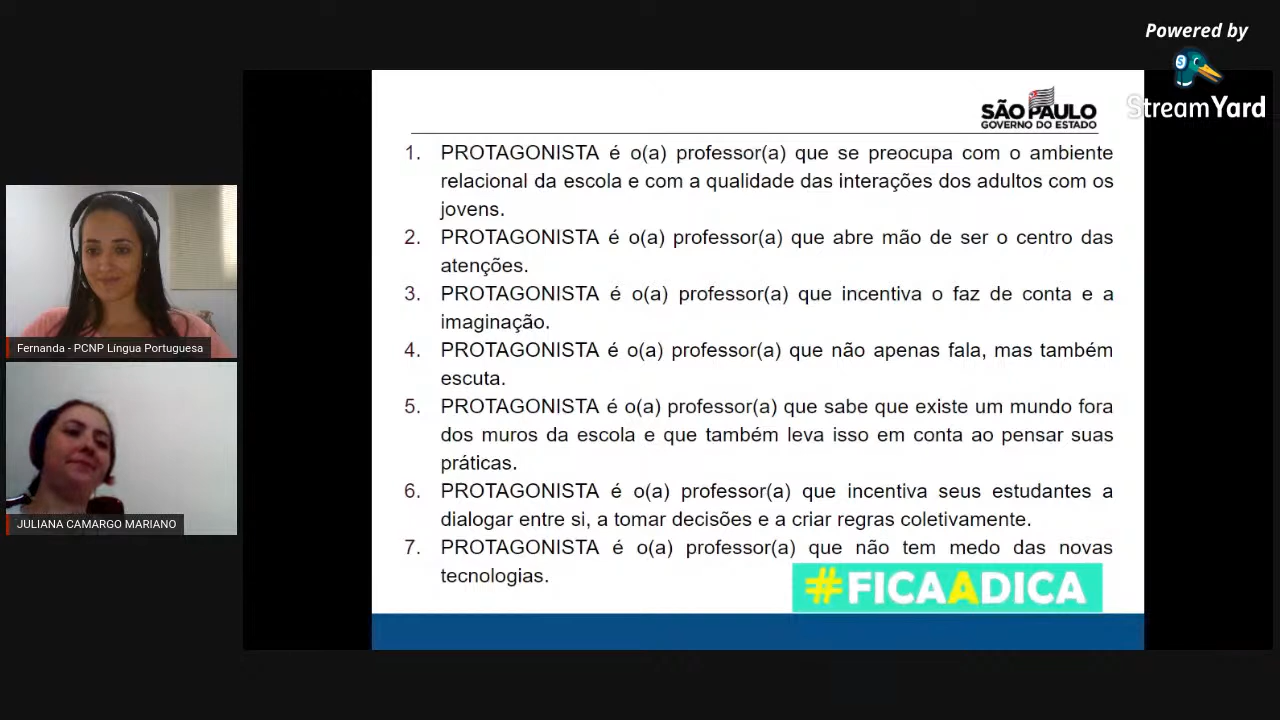 Powered by
StreamYard
SÃO PAULO
GOVERNO DO ESTADO
1. PROTAGONISTA é o(a) professor(a) que se preocupa com o ambiente
relacional da escola e com a qualidade das interações dos adultos com os
jovens.
2. PROTAGONISTA é o(a) professor(a) que abre mão de ser o centro das
atenções.
3. PROTAGONISTA é o(a) professor(a) que incentiva o faz de conta e a
imaginação.
4. PROTAGONISTA é o(a) professor(a) que não apenas fala, mas também
escuta.
5. PROTAGONISTA é o(a) professor(a) que sabe que existe um mundo fora
dos muros da escola e que também leva isso em conta ao pensar suas
práticas.
6. PROTAGONISTA é o(a) professor(a) que incentiva seus estudantes a
dialogar entre si, a tomar decisões e a criar regras coletivamente.
7. PROTAGONISTA é o(a) professor(a) que não tem medo das novas
tecnologias.
#FICAADICA
Fernanda - PCNP Língua Portuguesa
JULIANA CAMARGO MARIANO